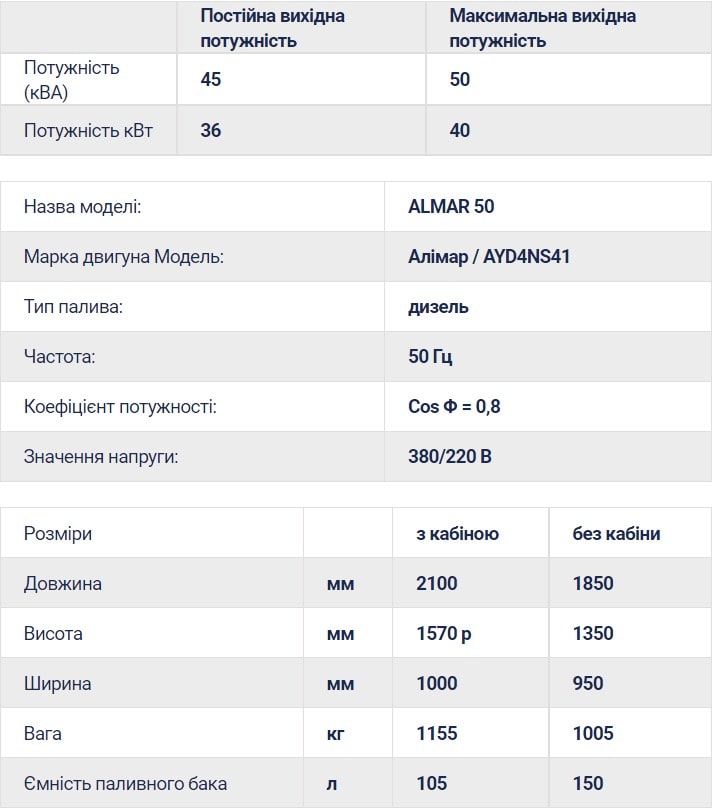 Постійна вихідна потужність Максимальна вихідна потужність
Потужність (кВА) 45 50
Потужність кВт 36 40
Назва моделі: ALMAR 50
Марка двигуна Модель: Алімар / AYD4NS41
Тип палива: дизель
Частота: 50 Гц
Коефіцієнт потужності: Cos Ф = 0,8
Значення напруги: 380/220 В
Розміри з кабіною без кабіни
Довжина мм 2100 1850
Висота мм 1570 р 1350
Ширина мм 1000 950
Вага кг 1155 1005
Ємність паливного бака л 105 150